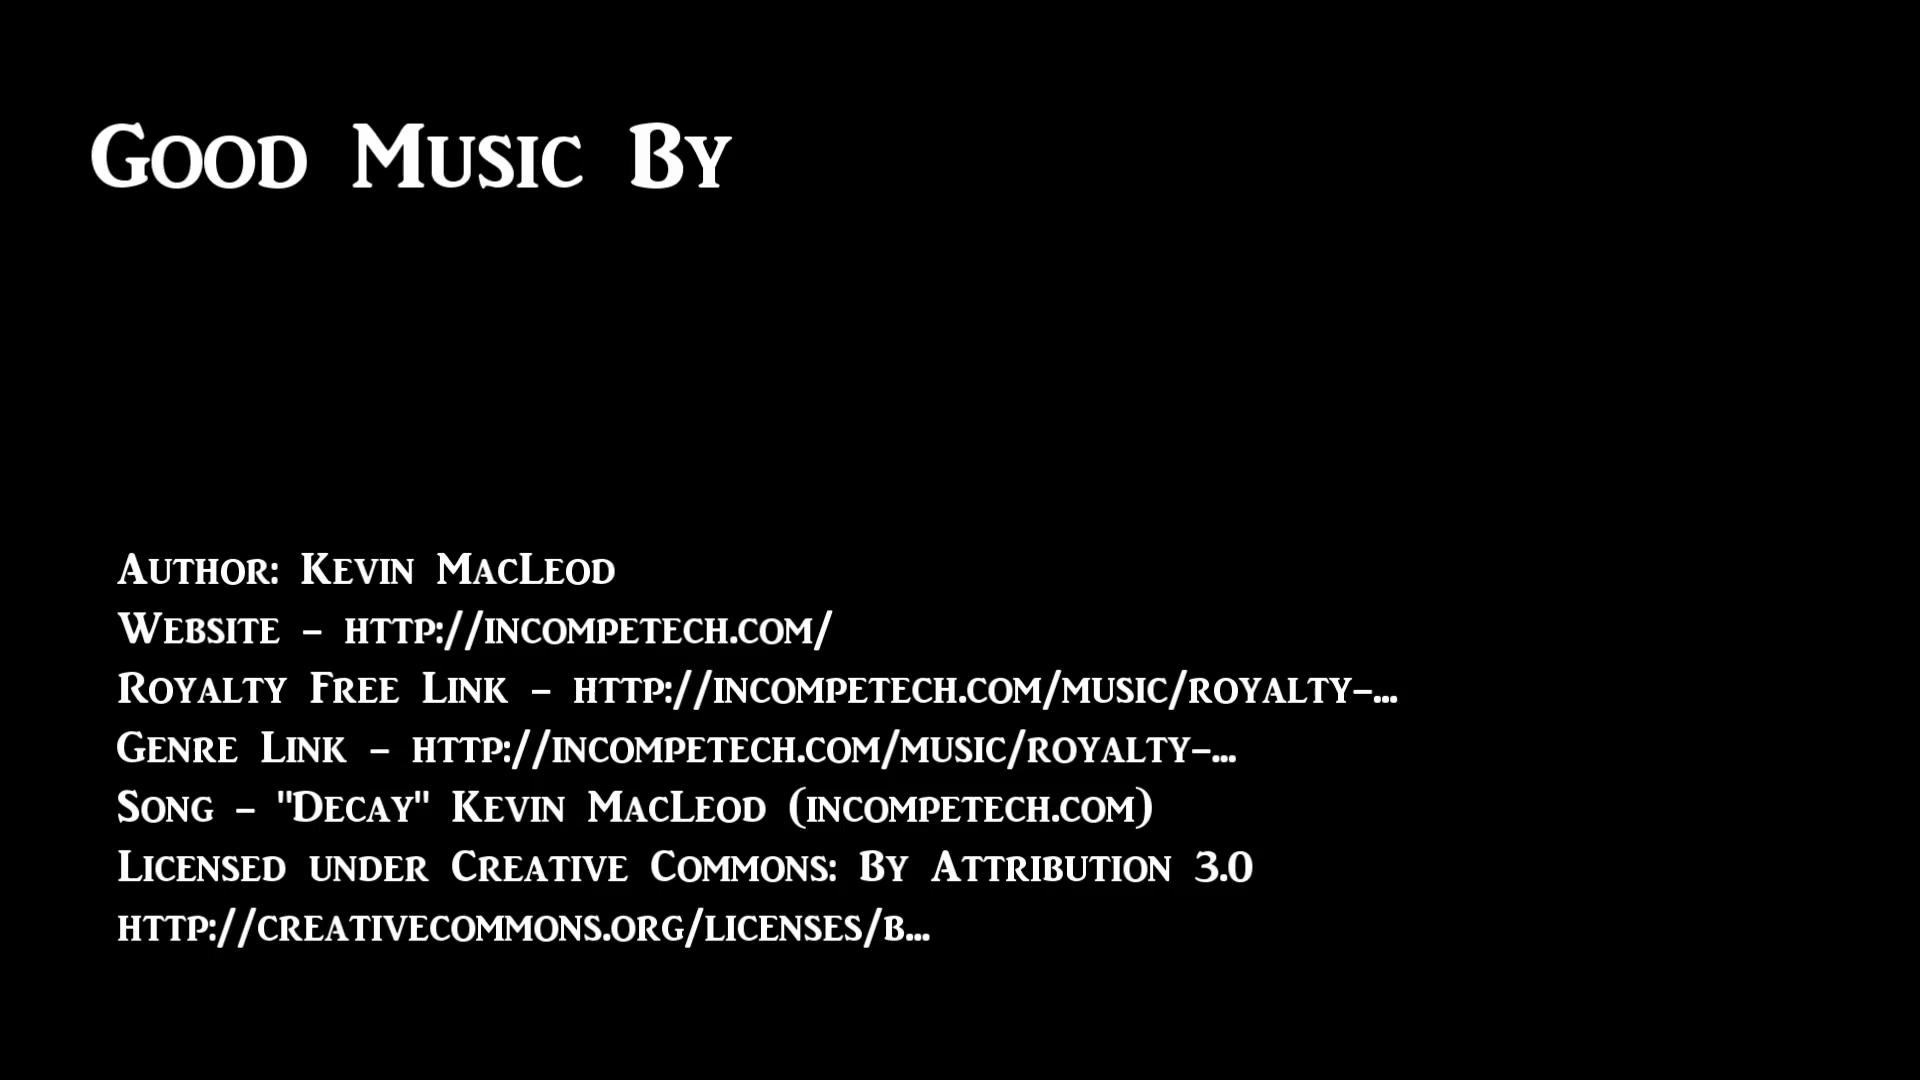 Good Music By
Author: Kevin MacLeod
Website - http://incompetech.com/
Royalty Free Link - http://incompetech.com/music/royalty-...
Genre Link - http://incompetech.com/music/royalty-...
Song - "Decay" Kevin MacLeod (incompetech.com)
Licensed under Creative Commons: By Attribution 3.0
http://creativecommons.org/licenses/b...